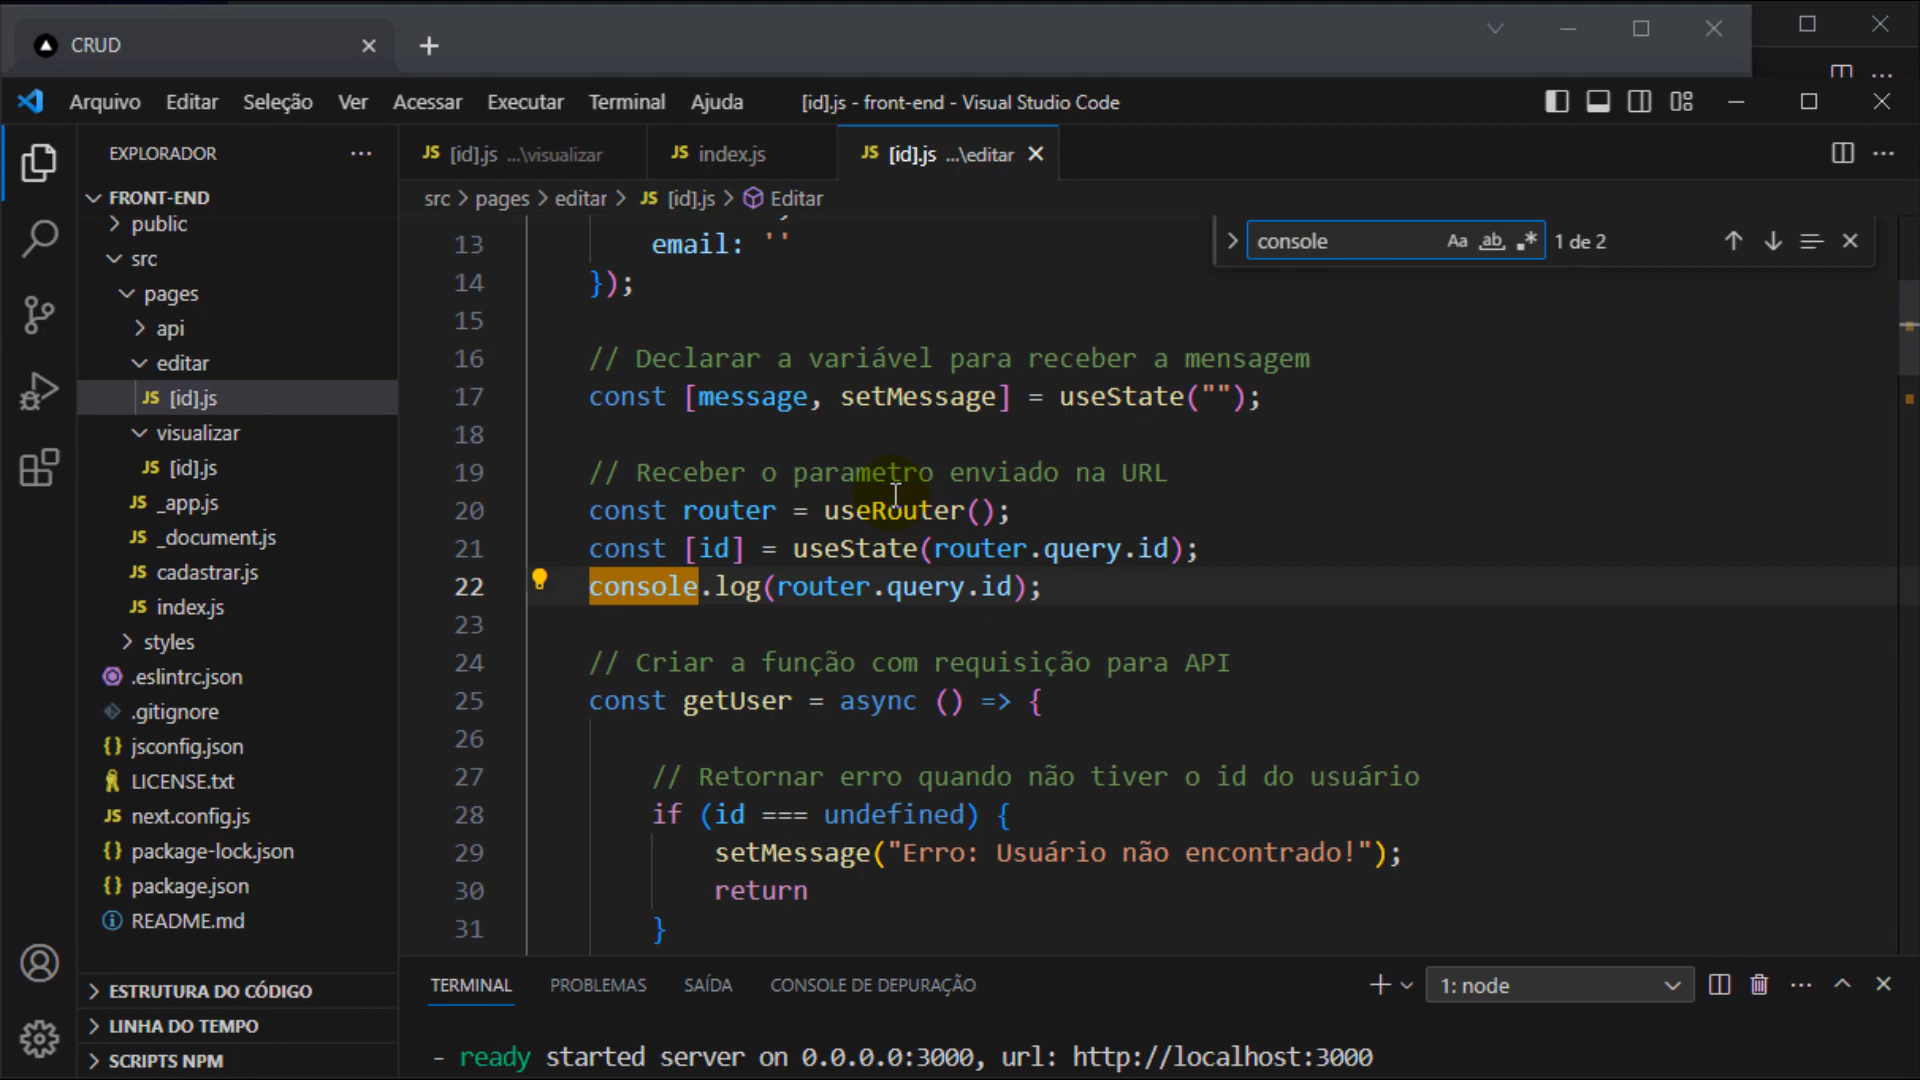 CRUD
Arquivo Editar Seleção Ver Acessar Executar Terminal Ajuda [id].js - front-end - Visual Studio Code
EXPLORADOR
FRONT-END
public
src
pages
api
editar
JS [id].js
visualizar
JS [id].js
JS _app.js
JS _document.js
JS cadastrar.js
JS index.js
styles
.eslintrc.json
.gitignore
{} jsconfig.json
LICENSE.txt
JS next.config.js
{} package-lock.json
{} package.json
README.md
ESTRUTURA DO CÓDIGO
LINHA DO TEMPO
SCRIPTS NPM
JS [id].js ...\visualizar JS index.js JS [id].js ...\editar
src > pages > editar > JS [id].js > Editar
console Aa ab .* 1 de 2
13 email: ''
14 });
15
16 // Declarar a variável para receber a mensagem
17 const [message, setMessage] = useState("");
18
19 // Receber o parametro enviado na URL
20 const router = useRouter();
21 const [id] = useState(router.query.id);
22 console.log(router.query.id);
23
24 // Criar a função com requisição para API
25 const getUser = async () => {
26
27 // Retornar erro quando não tiver o id do usuário
28 if (id === undefined) {
29 setMessage("Erro: Usuário não encontrado!");
30 return
31 }
TERMINAL PROBLEMAS SAÍDA CONSOLE DE DEPURAÇÃO 1: node
- ready started server on 0.0.0.0:3000, url: http://localhost:3000